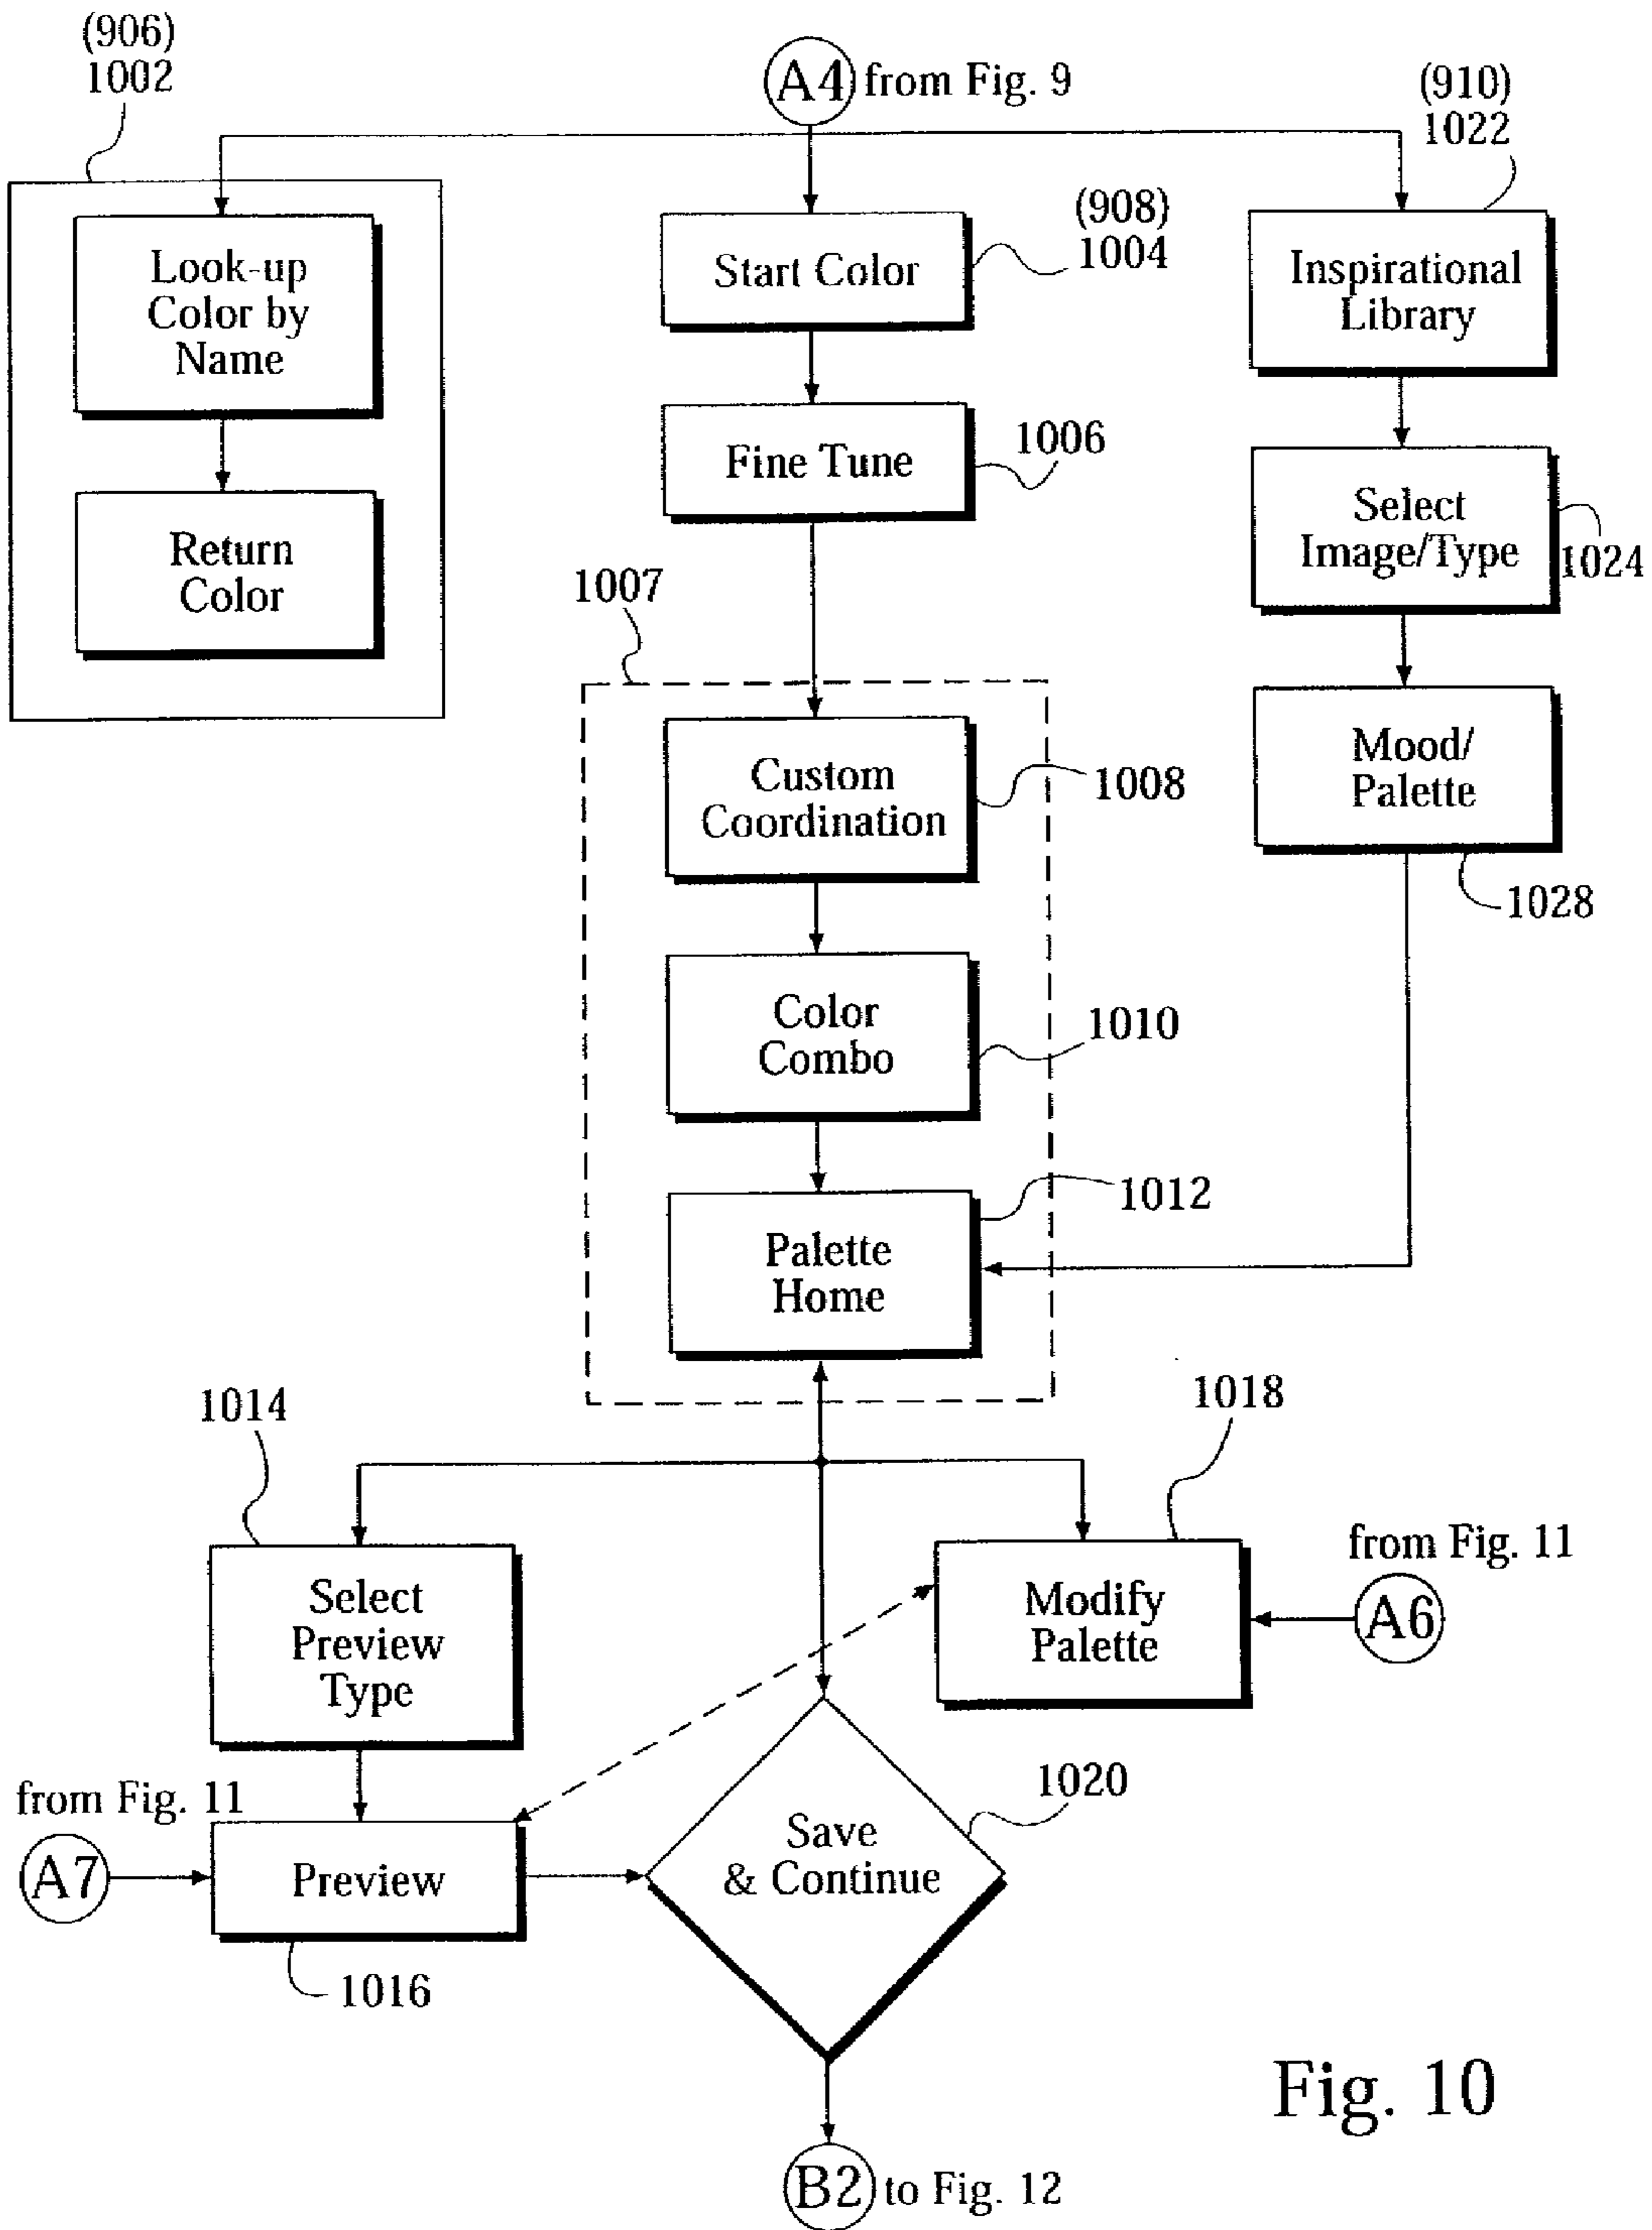 (906)
1002
A4 from Fig. 9
(910)
1022
(908)
1004
Look-up
Color by
Name
Start Color
Inspirational
Library
Fine Tune
1006
Return
Color
Select
Image/Type
1024
1007
Custom
Coordination
1008
Mood/
Palette
1028
Color
Combo
1010
Palette
Home
1012
1014
1018
Select
Preview
Type
Modify
Palette
from Fig. 11
A6
from Fig. 11
A7
Preview
1016
Save
& Continue
1020
B2 to Fig. 12
Fig. 10